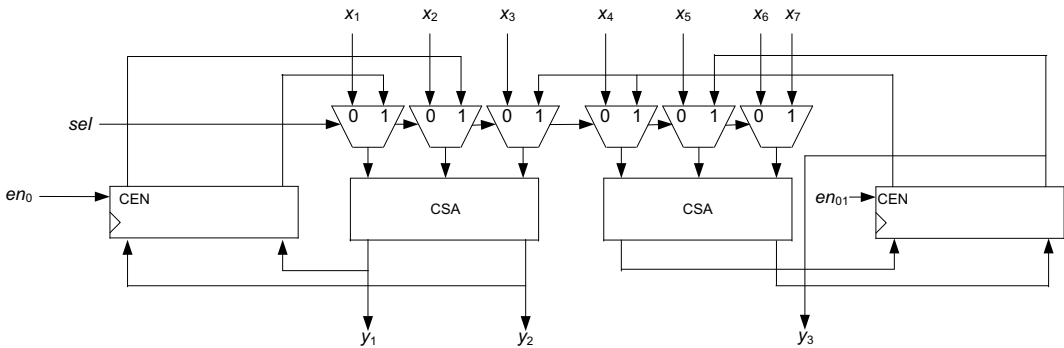 x1 x2 x3 x4 x5 x6 x7
0 1 0 1 0 1 0 1 0 1 0 1
sel
en0 CEN CSA CSA en01 CEN
y1 y2 y3